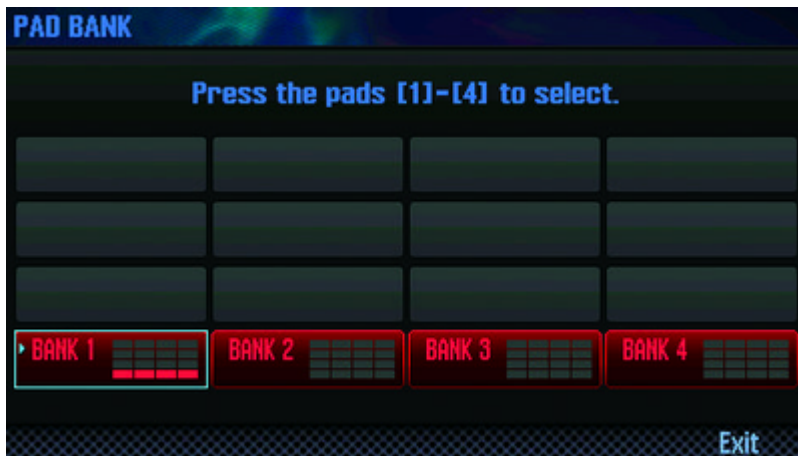 PAD BANK
Press the pads [1]-[4] to select.
BANK 1 BANK 2 BANK 3 BANK 4
Exit